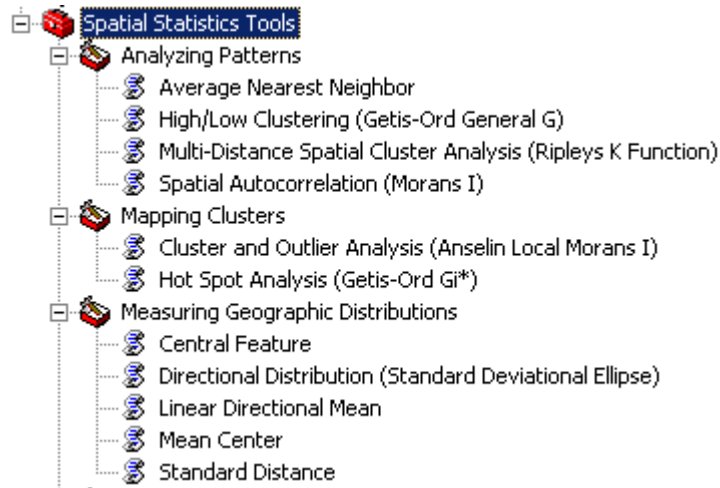 Spatial Statistics Tools
Analyzing Patterns
Average Nearest Neighbor
High/Low Clustering (Getis-Ord General G)
Multi-Distance Spatial Cluster Analysis (Ripleys K Function)
Spatial Autocorrelation (Morans I)
Mapping Clusters
Cluster and Outlier Analysis (Anselin Local Morans I)
Hot Spot Analysis (Getis-Ord Gi*)
Measuring Geographic Distributions
Central Feature
Directional Distribution (Standard Deviational Ellipse)
Linear Directional Mean
Mean Center
Standard Distance